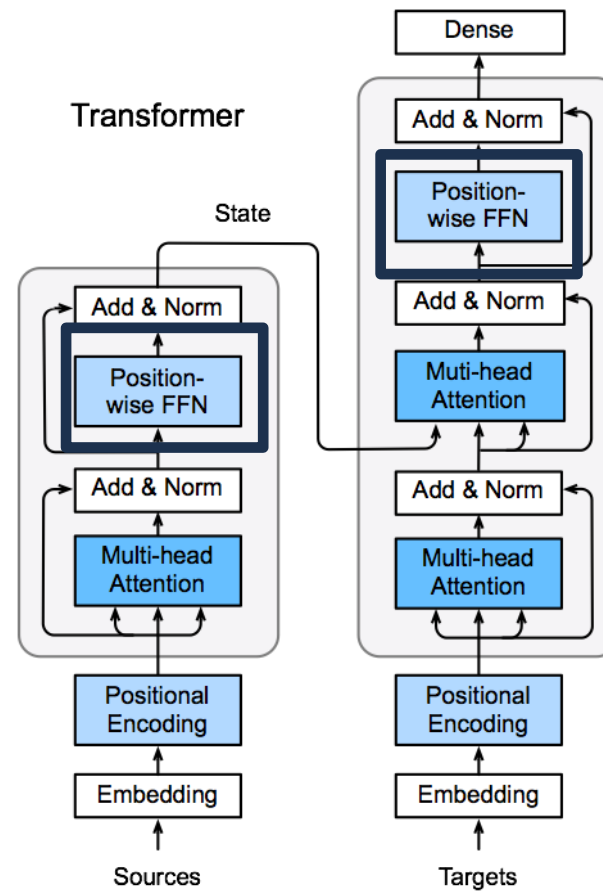 Transformer
State
Add & Norm
Position-
wise FFN
Add & Norm
Multi-head
Attention
Positional
Encoding
Embedding
Sources
Dense
Add & Norm
Position-
wise FFN
Add & Norm
Muti-head
Attention
Add & Norm
Multi-head
Attention
Positional
Encoding
Embedding
Targets